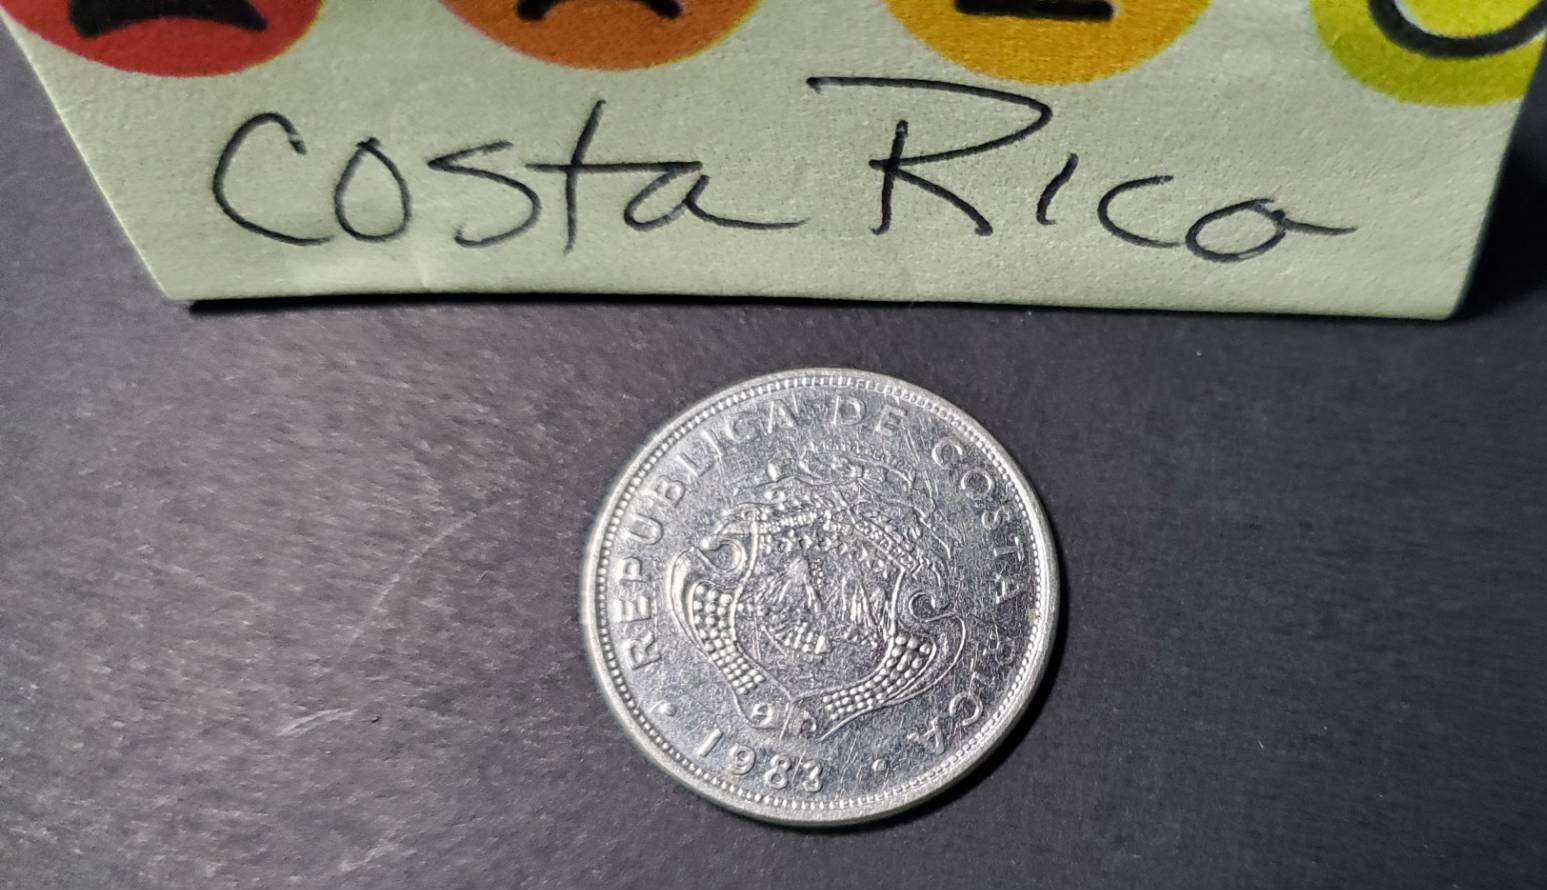 Costa Rica
REPUBLICA DE COSTA RICA
1983